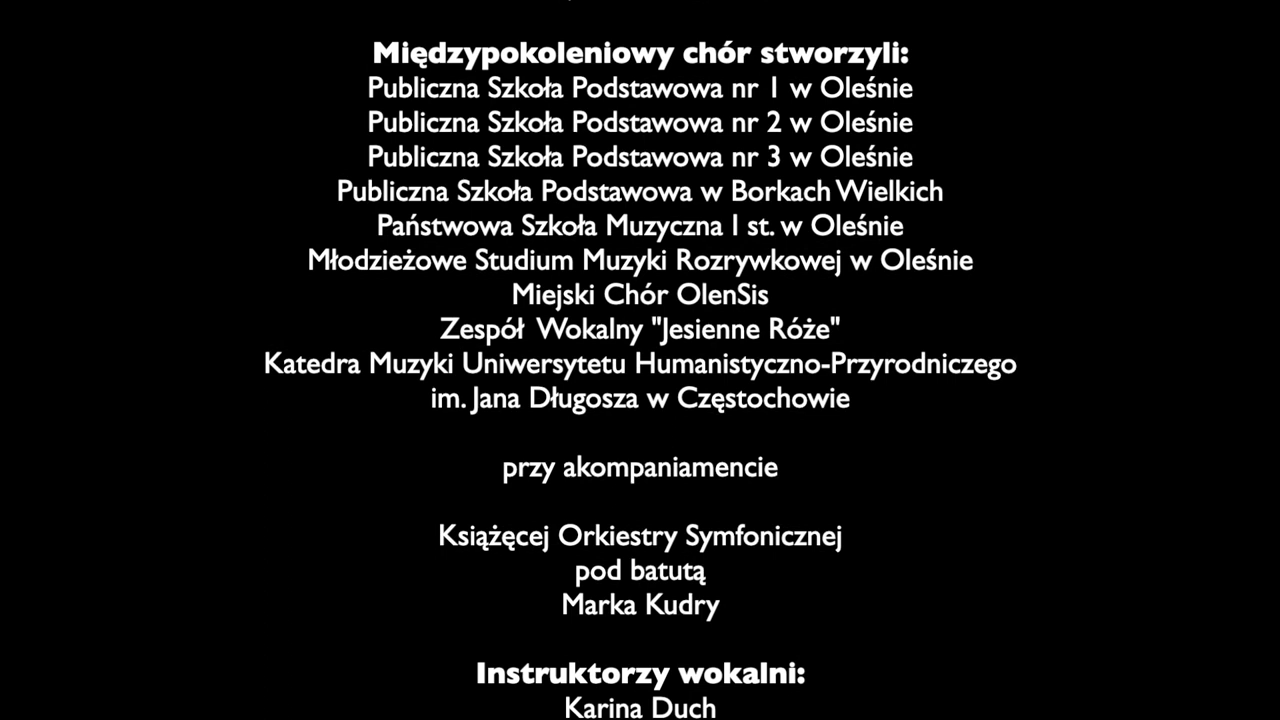 Międzypokoleniowy chór stworzyli:
Publiczna Szkoła Podstawowa nr 1 w Oleśnie
Publiczna Szkoła Podstawowa nr 2 w Oleśnie
Publiczna Szkoła Podstawowa nr 3 w Oleśnie
Publiczna Szkoła Podstawowa w Borkach Wielkich
Państwowa Szkoła Muzyczna I st. w Oleśnie
Młodzieżowe Studium Muzyki Rozrywkowej w Oleśnie
Miejski Chór OlenSis
Zespół Wokalny "Jesienne Róże"
Katedra Muzyki Uniwersytetu Humanistyczno-Przyrodniczego
im. Jana Długosza w Częstochowie
przy akompaniamencie
Książęcej Orkiestry Symfonicznej
pod batutą
Marka Kudry
Instruktorzy wokalni:
Karina Duch